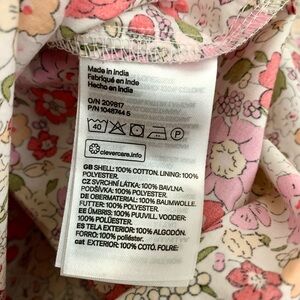 Made in India
Fabriqué en Inde
Hecho en India
O/N 209817
P/N 1048744 5
40 P
clevercare.info
GB SHELL: 100% COTTON, LINING: 100%
POLYESTER.
CZ SVRCHNÍ LÁTKA: 100% BAVLNA,
PODŠÍVKA: 100% POLYESTER.
DE OBERMATERIAL: 100% BAUMWOLLE.
FUTTER: 100% POLYESTER.
EE ÜMBRIS: 100% PUUVILL, VOODER:
100% POLÜESTER.
ES TELA EXTERIOR: 100% ALGODÓN.
FORRO: 100% poliéster.
cat EXTERIOR: 100% COTÓ, FOLRE: